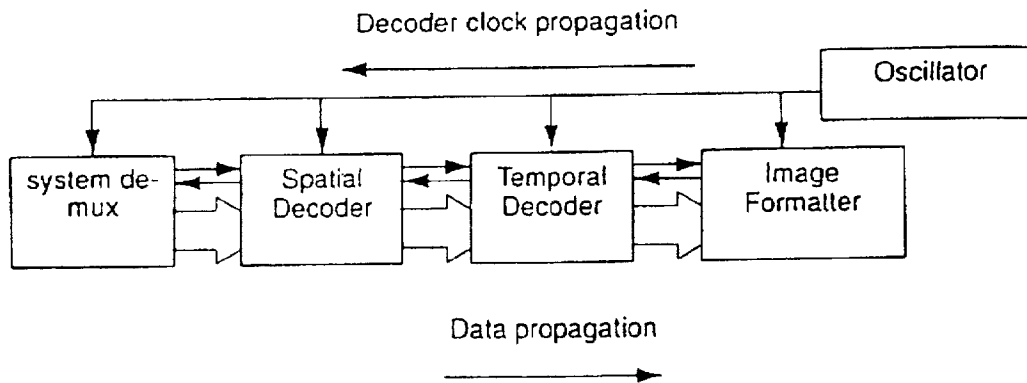 Decoder clock propagation
Oscillator
system de-
mux
Spatial
Decoder
Temporal
Decoder
Image
Formatter
Data propagation